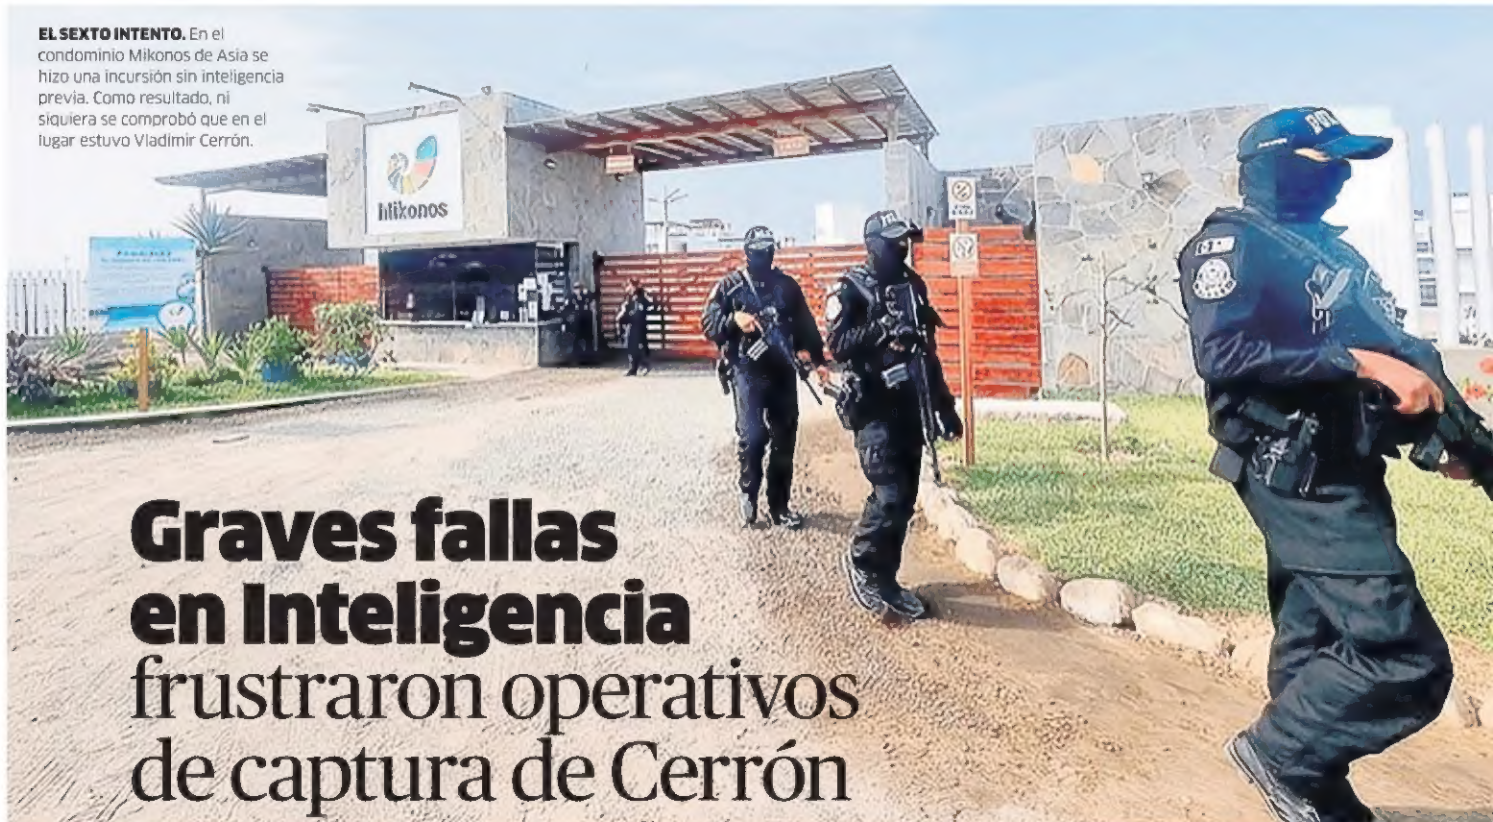 EL SEXTO INTENTO. En el
condominio Mikonos de Asia se
hizo una incursión sin inteligencia
previa. Como resultado, ni
siquiera se comprobó que en el
lugar estuvo Vladimir Cerrón.
Mikonos
Graves fallas
en Inteligencia
frustraron operativos
de captura de Cerrón